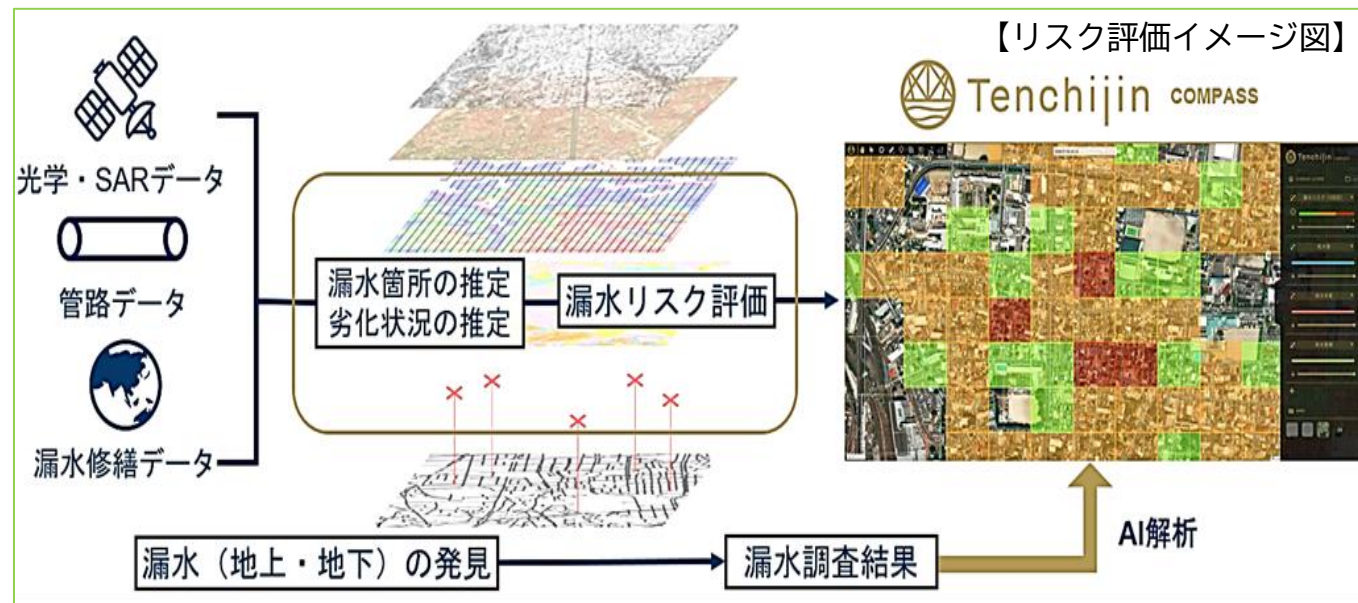 【リスク評価イメージ図】
Tenchijin COMPASS
光学・SARデータ
管路データ
漏水修繕データ
漏水箇所の推定
劣化状況の推定
漏水リスク評価
Tenchijin
漏水（地上・地下）の発見
漏水調査結果
AI解析